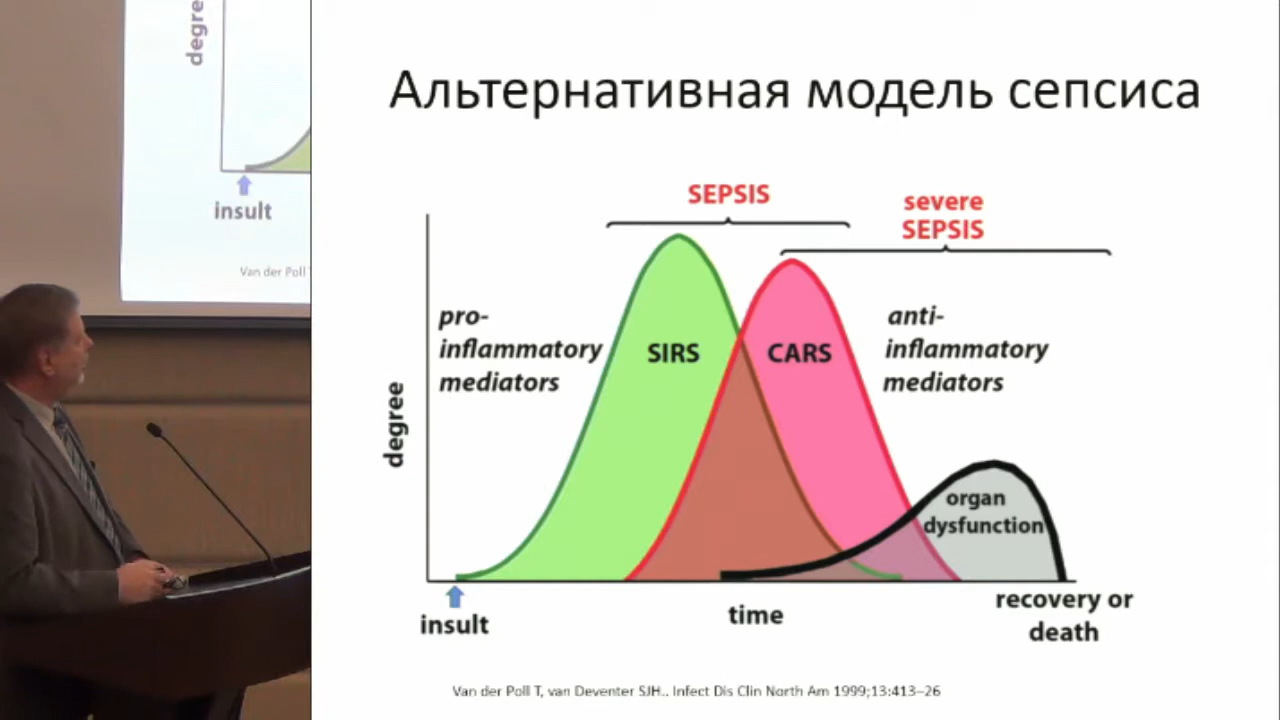 degree
insult
Van der Poll
Альтернативная модель сепсиса
SEPSIS
severe
SEPSIS
pro-
inflammatory
mediators
SIRS
CARS
anti-
inflammatory
mediators
degree
organ
dysfunction
insult
time
recovery or
death
Van der Poll T, van Deventer SJH.. Infect Dis Clin North Am 1999;13:413–26